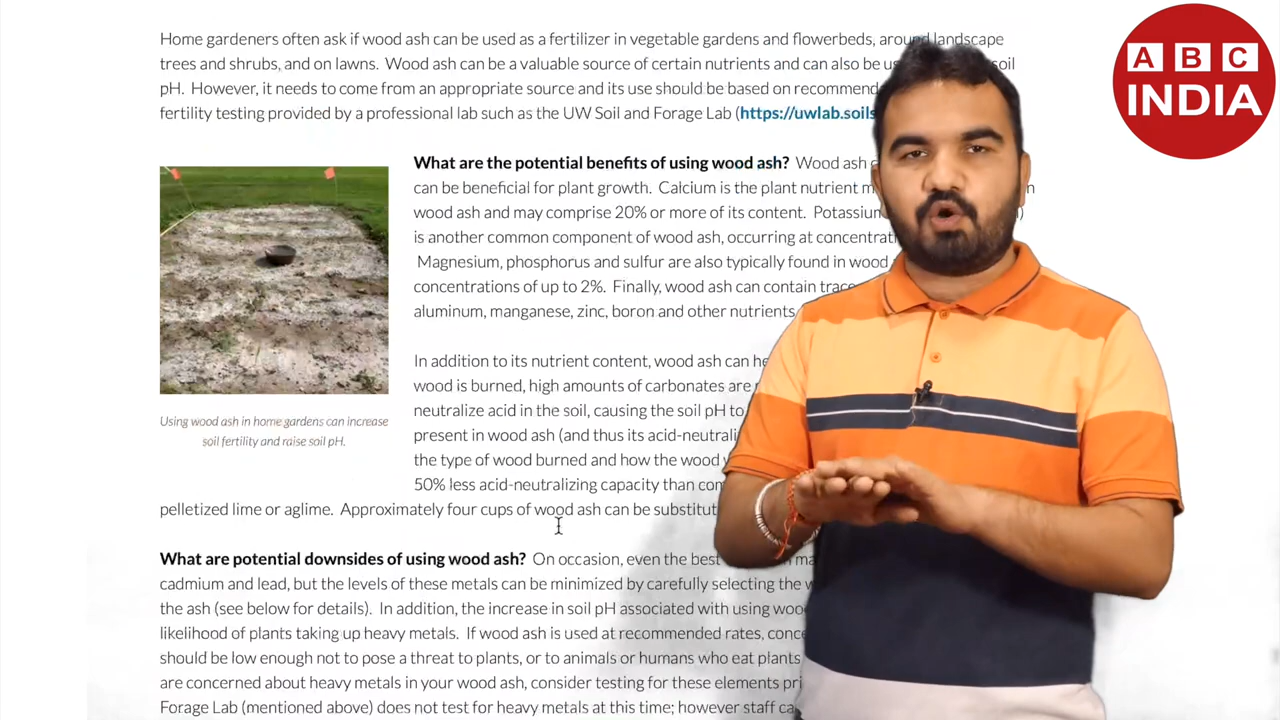 Home gardeners often ask if wood ash can be used as a fertilizer in vegetable gardens and flowerbeds, around landscape
trees and shrubs, and on lawns. Wood ash can be a valuable source of certain nutrients and can also be soil
pH. However, it needs to come from an appropriate source and its use should be based on
fertility testing provided by a professional lab such as the UW Soil and Forage Lab (https://uwlab.soils
What are the potential benefits of using wood ash? Wood ash
can be beneficial for plant growth. Calcium is the plant nutrient
wood ash and may comprise 20% or more of its content. Potassium
is another common component of wood ash, occurring at
Magnesium, phosphorus and sulfur are also typically found in wood
concentrations of up to 2%. Finally, wood ash can contain trace
aluminum, manganese, zinc, boron and other nutrients
In addition to its nutrient content, wood ash can
wood is burned, high amounts of carbonates are
neutralize acid in the soil, causing the soil pH to
present in wood ash (and thus its
the type of wood burned and how the wood
50% less acid-neutralizing capacity than
pelletized lime or aglime. Approximately four cups of wood ash can be
Using wood ash in home gardens can increase
soil fertility and raise soil pH.
What are potential downsides of using wood ash? On occasion, even the best
cadmium and lead, but the levels of these metals can be minimized by carefully selecting the
the ash (see below for details). In addition, the increase in soil pH associated with using
likelihood of plants taking up heavy metals. If wood ash is used at recommended rates,
should be low enough not to pose a threat to plants, or to animals or humans who eat plants
are concerned about heavy metals in your wood ash, consider testing for these elements
Forage Lab (mentioned above) does not test for heavy metals at this time; however staff
A B C
INDIA